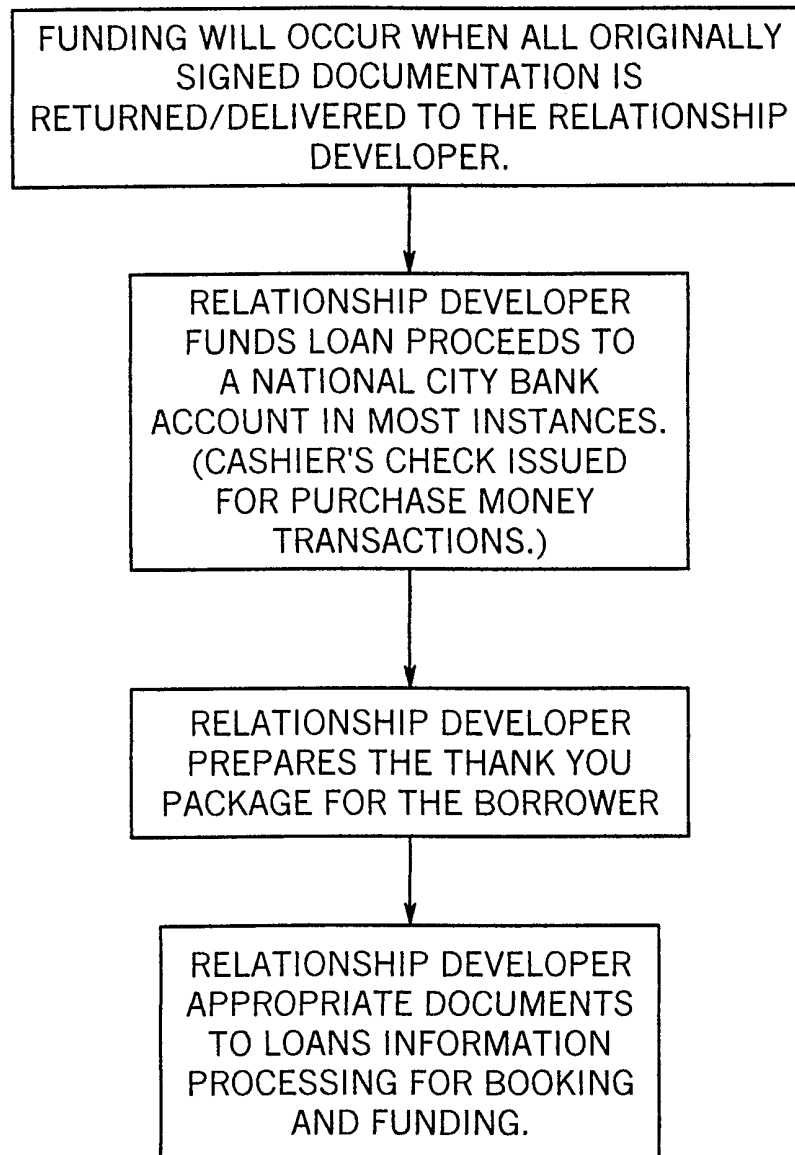 FUNDING WILL OCCUR WHEN ALL ORIGINALLY
SIGNED DOCUMENTATION IS
RETURNED/DELIVERED TO THE RELATIONSHIP
DEVELOPER.
RELATIONSHIP DEVELOPER
FUNDS LOAN PROCEEDS TO
A NATIONAL CITY BANK
ACCOUNT IN MOST INSTANCES.
(CASHIER'S CHECK ISSUED
FOR PURCHASE MONEY
TRANSACTIONS.)
RELATIONSHIP DEVELOPER
PREPARES THE THANK YOU
PACKAGE FOR THE BORROWER
RELATIONSHIP DEVELOPER
APPROPRIATE DOCUMENTS
TO LOANS INFORMATION
PROCESSING FOR BOOKING
AND FUNDING.